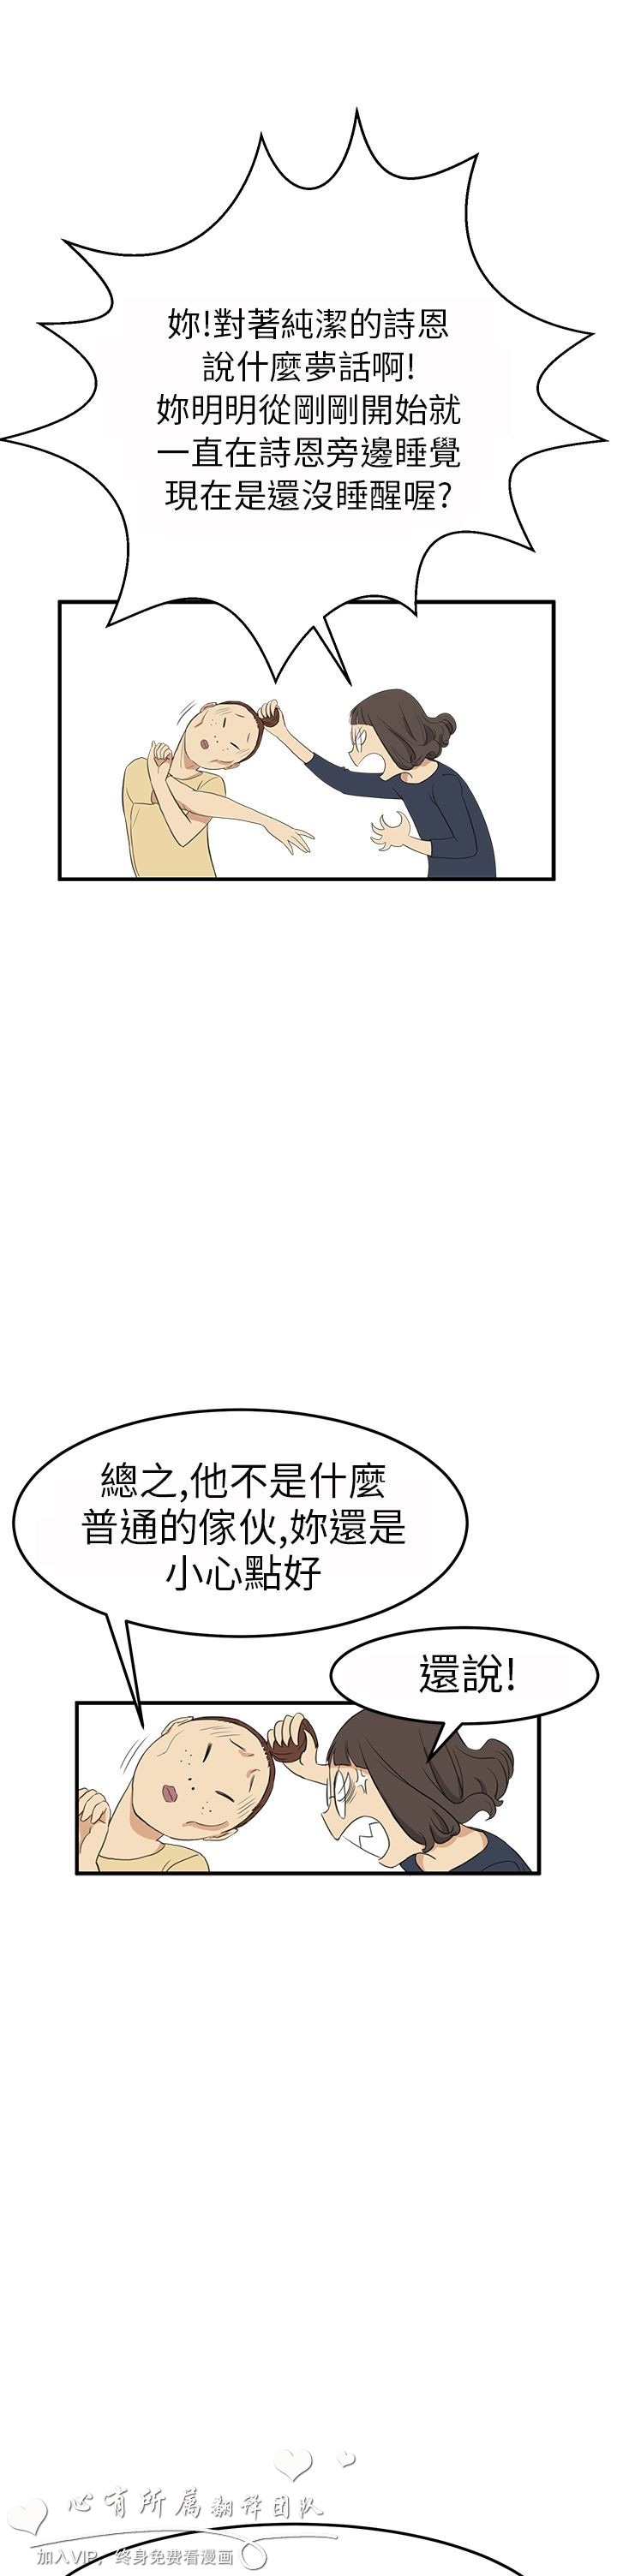 妳!對著純潔的詩恩
說什麼夢話啊!
妳明明從剛剛開始就
一直在詩恩旁邊睡覺
現在是還沒睡醒喔?
總之,他不是什麼
普通的傢伙,妳還是
小心點好
還說!
心有所属翻译团队
加入VIP，终身免费看漫画